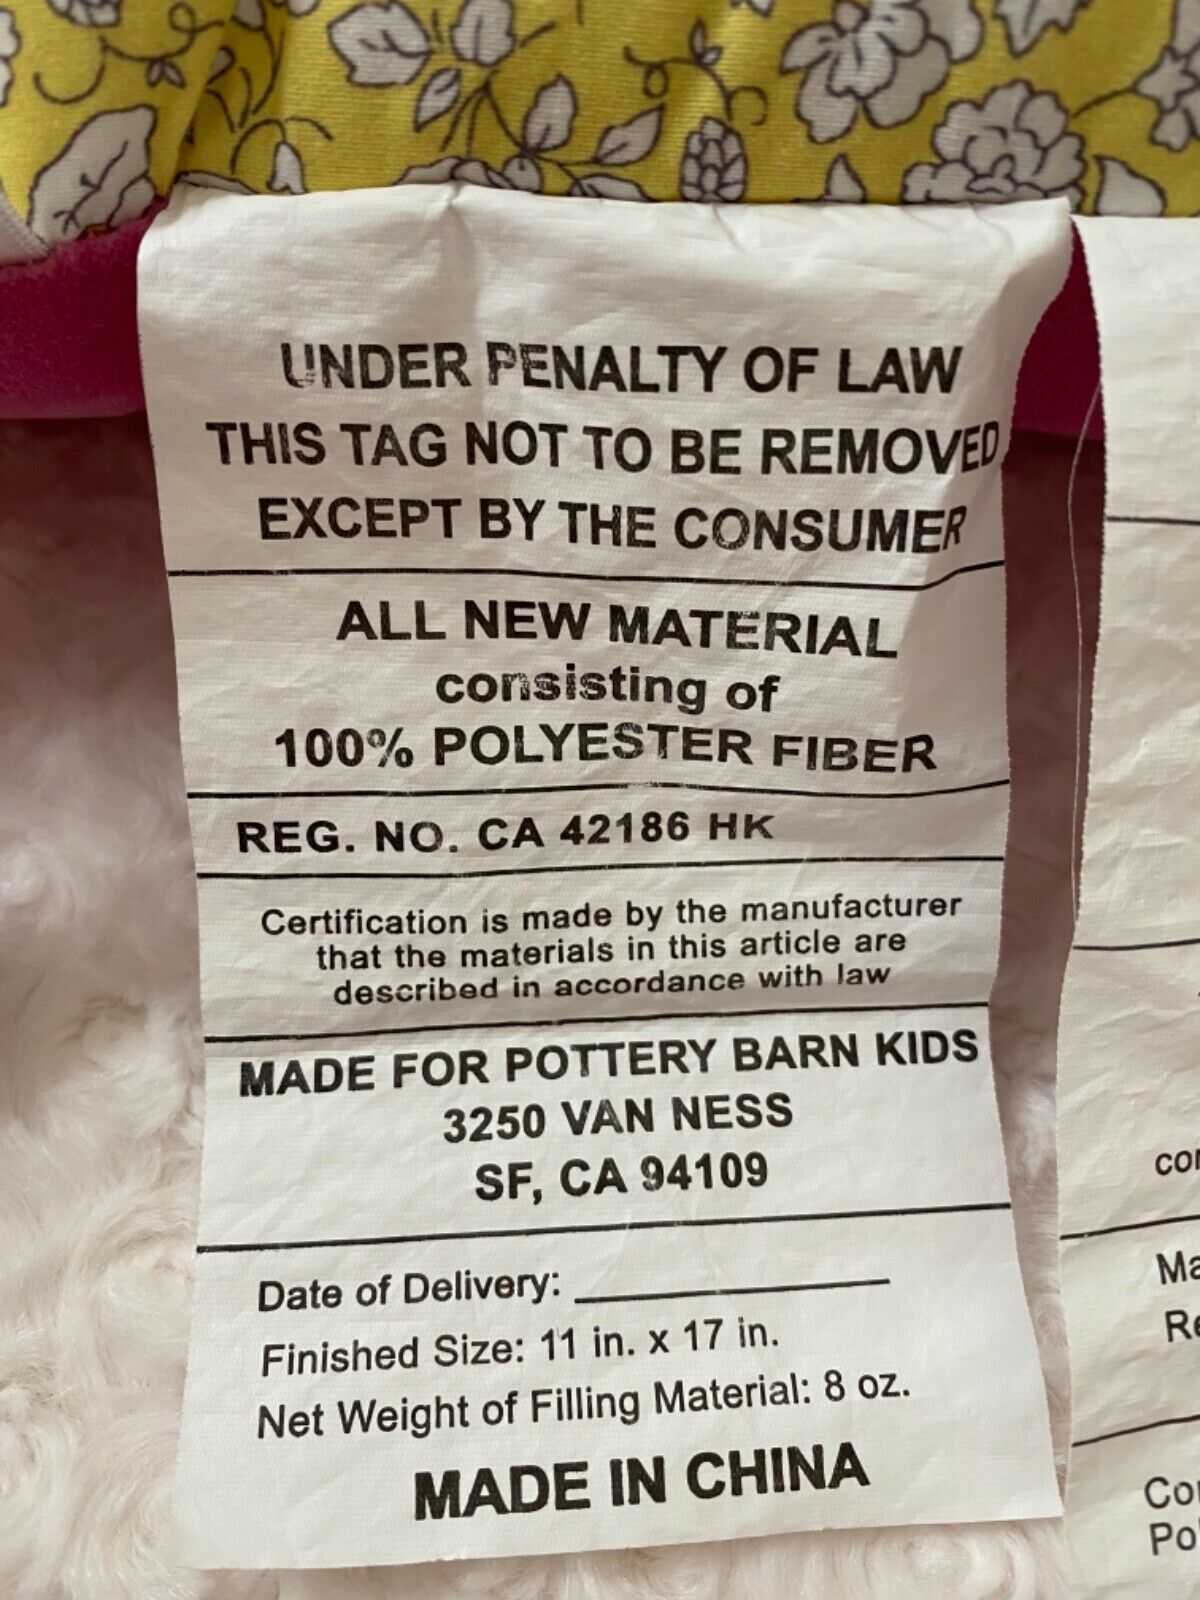 UNDER PENALTY OF LAW
THIS TAG NOT TO BE REMOVED
EXCEPT BY THE CONSUMER
ALL NEW MATERIAL
consisting of
100% POLYESTER FIBER
REG. NO. CA 42186 HK
Certification is made by the manufacturer
that the materials in this article are
described in accordance with law
MADE FOR POTTERY BARN KIDS
3250 VAN NESS
SF, CA 94109
Date of Delivery:
Finished Size: 11 in. x 17 in.
Net Weight of Filling Material: 8 oz.
MADE IN CHINA